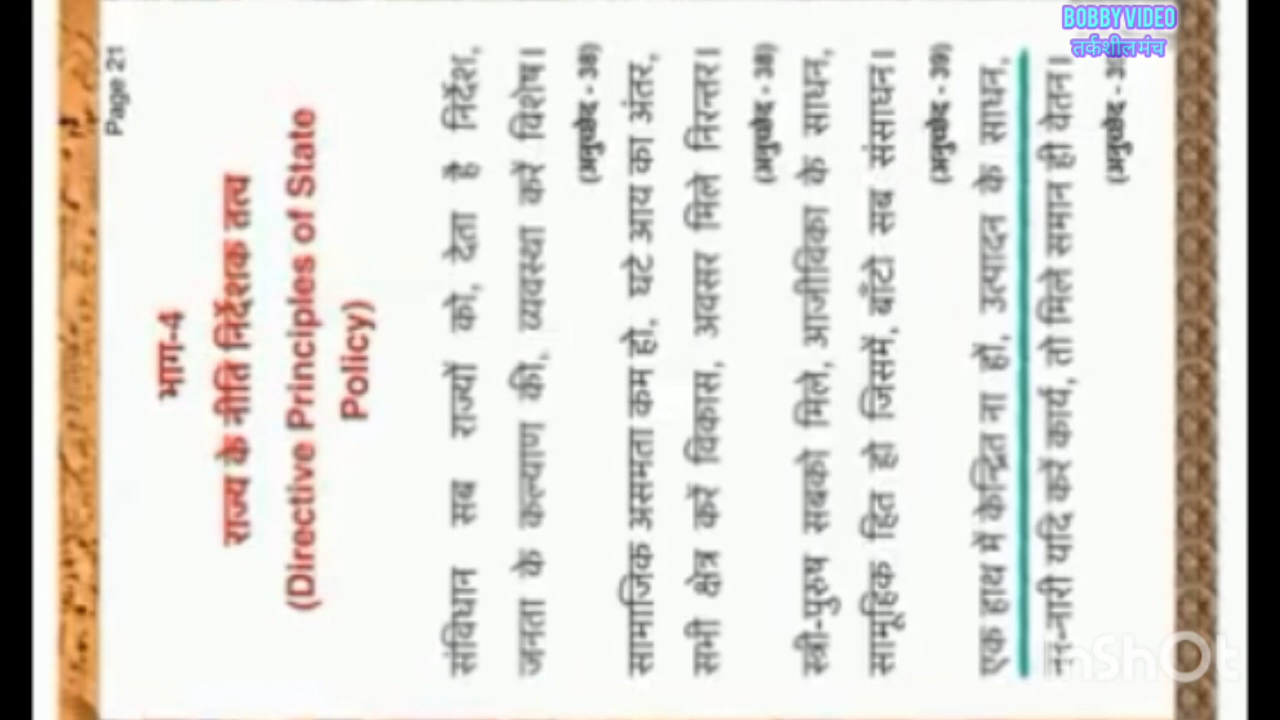 BOBBY VIDEO
तर्कशील मंच
Page 21
भाग-4
राज्य के नीति निर्देशक तत्व
(Directive Principles of State
Policy)
संविधान सब राज्यों को, देता है निर्देश,
जनता के कल्याण की, व्यवस्था करें विशेष।
(अनुच्छेद - 38)
सामाजिक असमता कम हो, घटे आय का अंतर,
सभी क्षेत्र करें विकास, अवसर मिले निरन्तर।
(अनुच्छेद - 38)
स्त्री-पुरुष सबको मिले, आजीविका के साधन,
सामूहिक हित हो जिसमें, बाँटो सब संसाधन।
(अनुच्छेद - 39)
एक हाथ में केन्द्रित ना हों, उत्पादन के साधन,
नर-नारी यदि करें कार्य, तो मिले समान ही वेतन।
(अनुच्छेद -
InShOt